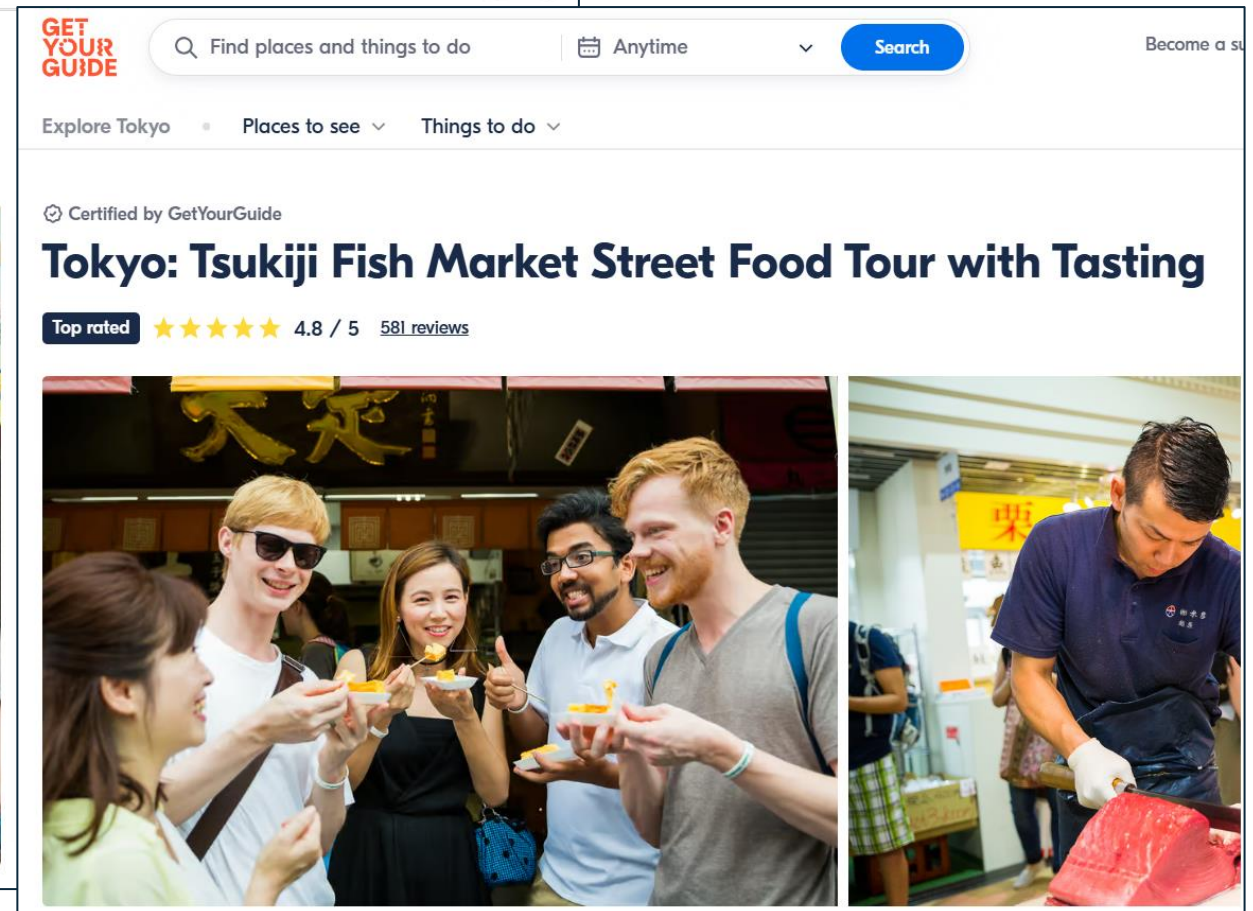 GET
YOUR
GUIDE
Find places and things to do
Anytime
Search
Become a su
Explore Tokyo
Places to see
Things to do
Certified by GetYourGuide
Tokyo: Tsukiji Fish Market Street Food Tour with Tasting
Top rated
4.8 / 5
581 reviews
栗